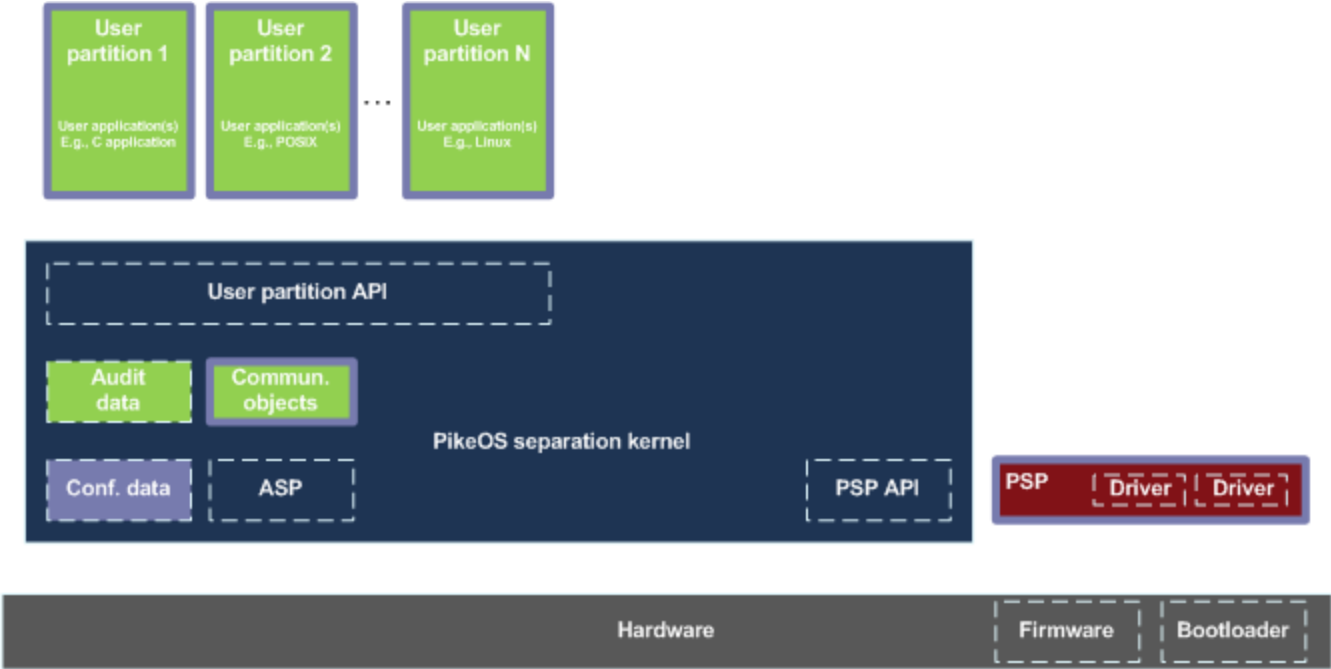 User
partition 1
User application(s)
E.g., C application
User
partition 2
User application(s)
E.g., POSIX
...
User
partition N
User application(s)
E.g., Linux
User partition API
Audit
data
Commun.
objects
PikeOS separation kernel
Conf. data
ASP
PSP API
PSP
Driver
Driver
Hardware
Firmware
Bootloader